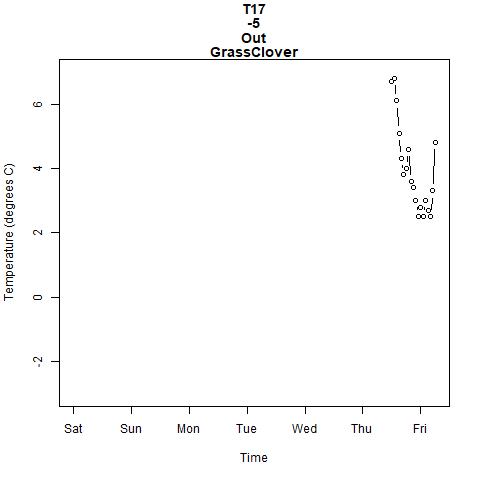 T17
-5
Out
GrassClover
Temperature (degrees C)
6
4
2
0
-2
Sat Sun Mon Tue Wed Thu Fri
Time